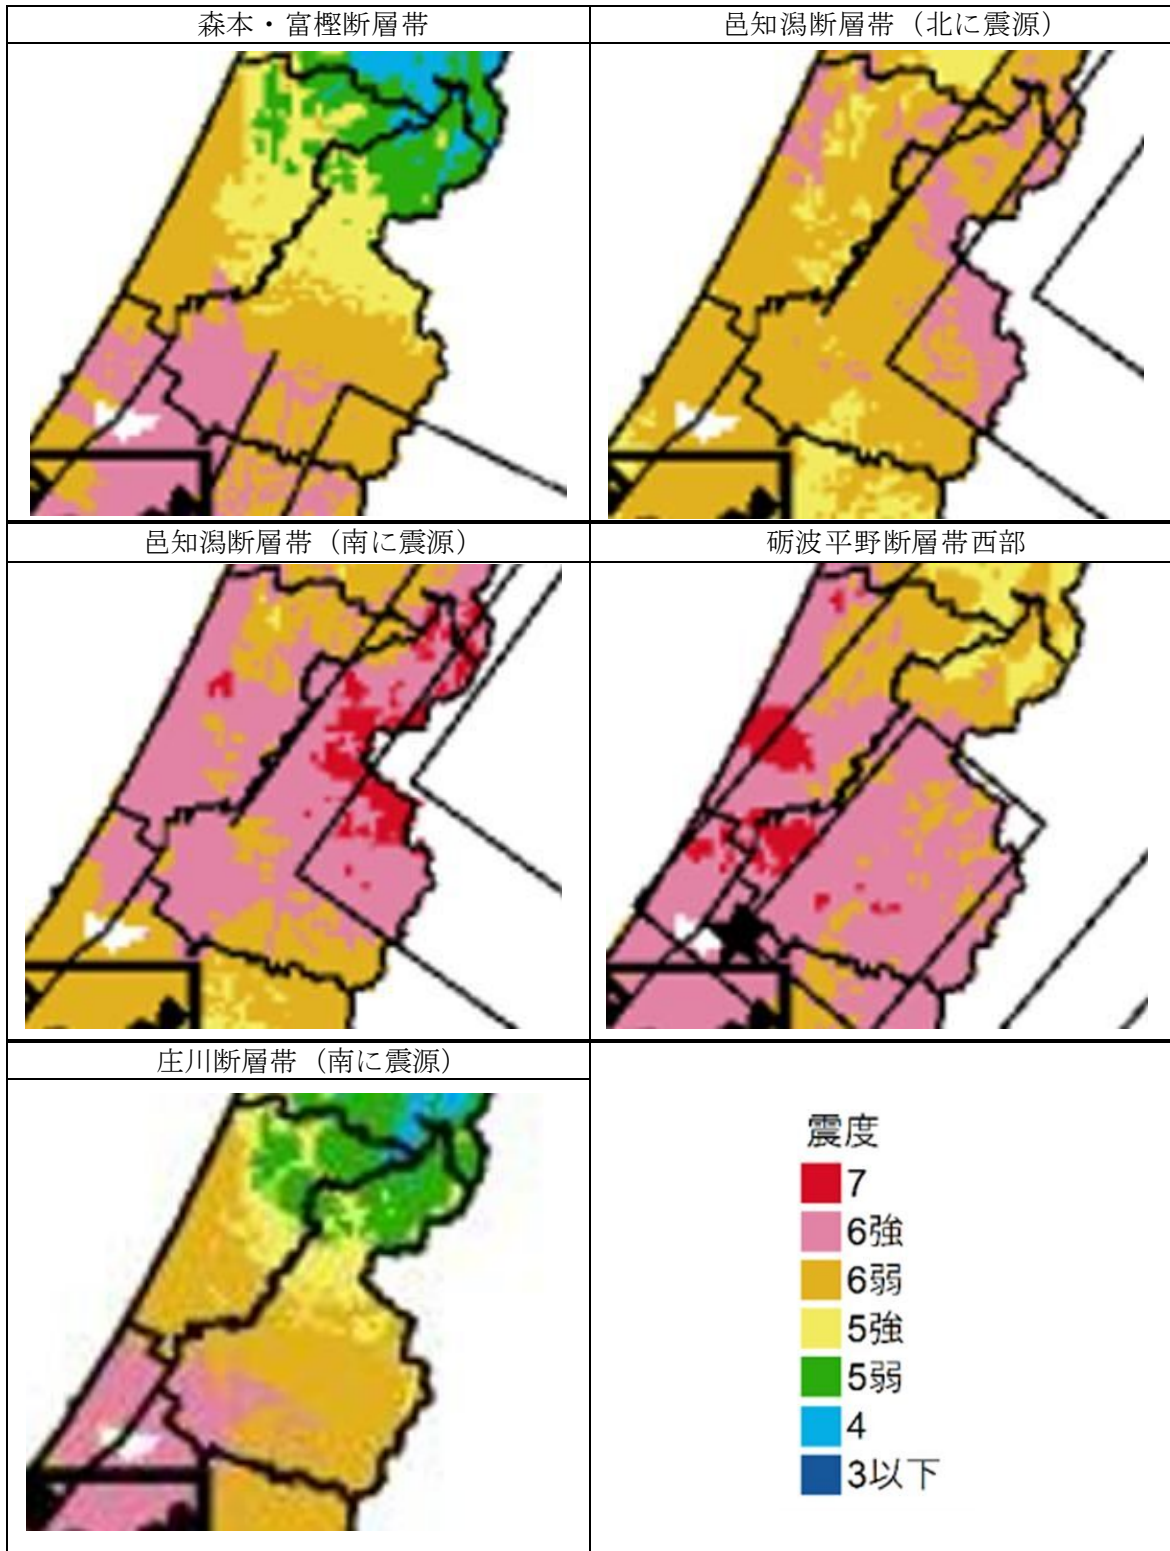 森本・富樫断層帯
邑知潟断層帯（北に震源）
邑知潟断層帯（南に震源）
砺波平野断層帯西部
庄川断層帯（南に震源）
震度
7
6強
6弱
5強
5弱
4
3以下